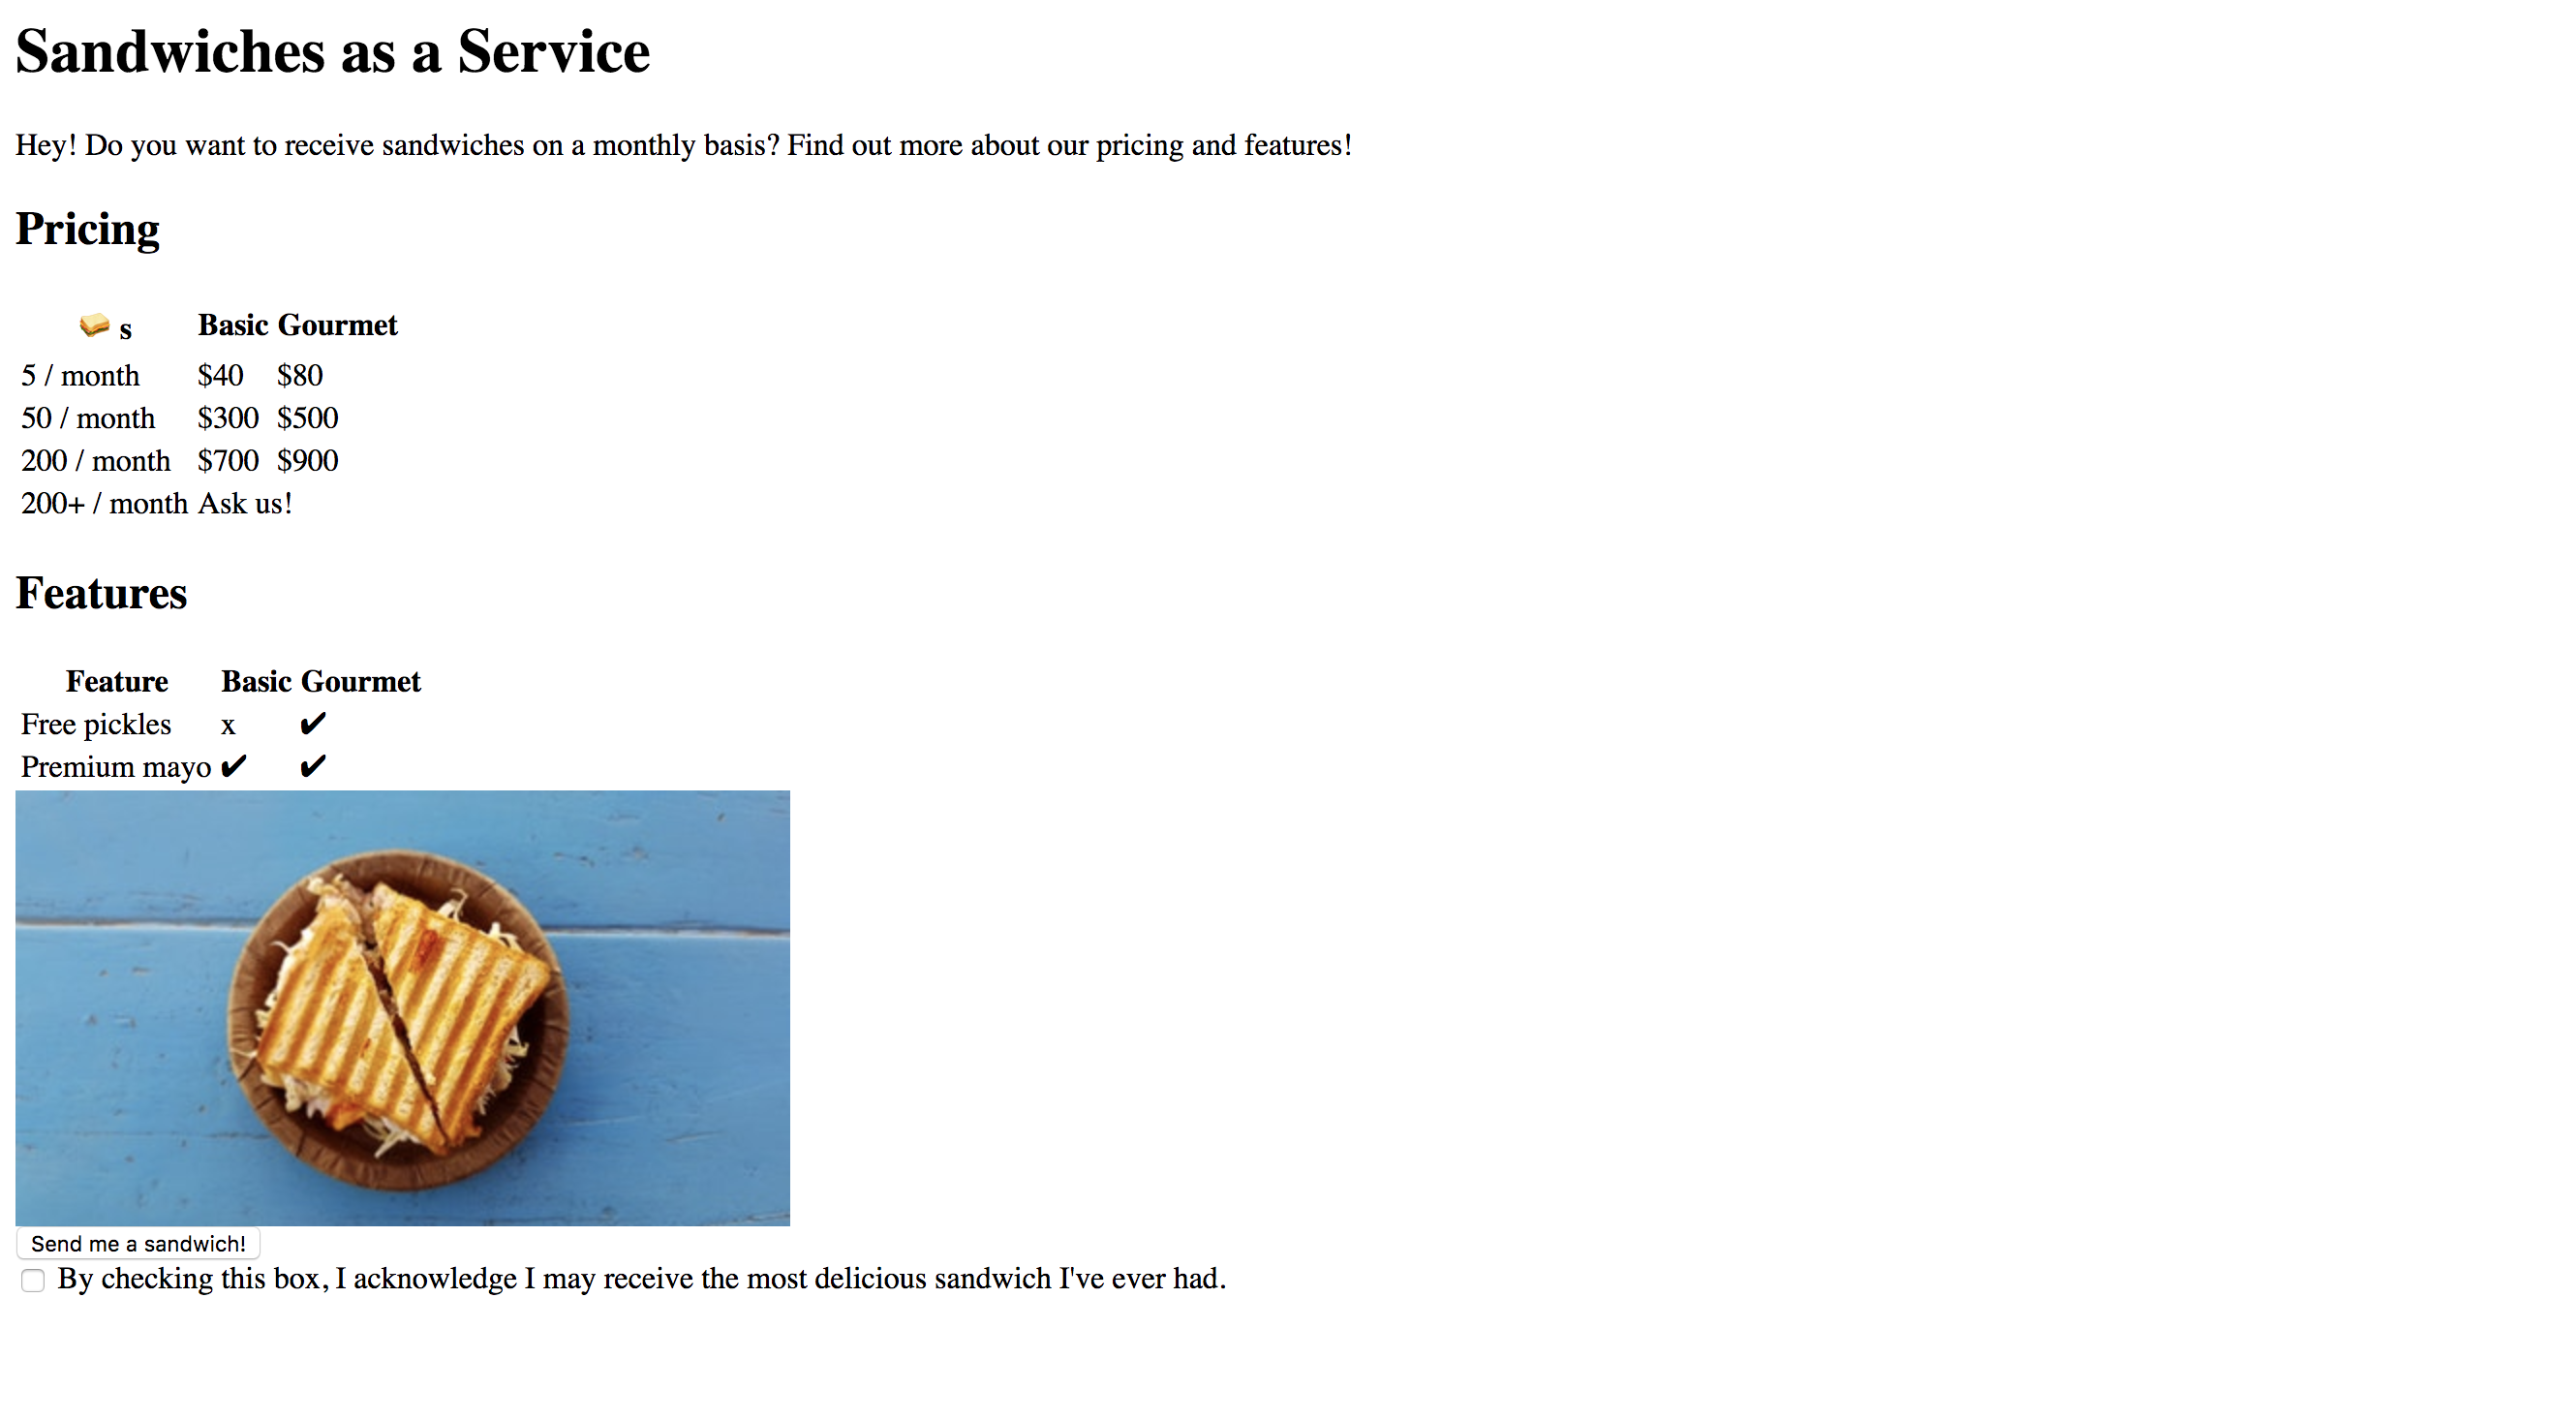 Sandwiches as a Service
Hey! Do you want to receive sandwiches on a monthly basis? Find out more about our pricing and features!
Pricing
🥪 s Basic Gourmet
5 / month $40 $80
50 / month $300 $500
200 / month $700 $900
200+ / month Ask us!
Features
Feature Basic Gourmet
Free pickles x ✔
Premium mayo ✔ ✔
Send me a sandwich!
By checking this box, I acknowledge I may receive the most delicious sandwich I've ever had.